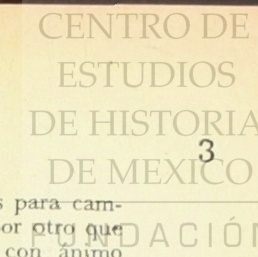 CENTRO DE
ESTUDIOS
DE HISTORIA
3
DE MEXICO
s para cam-
or otro que
FUNDACIÓN
con ánimo